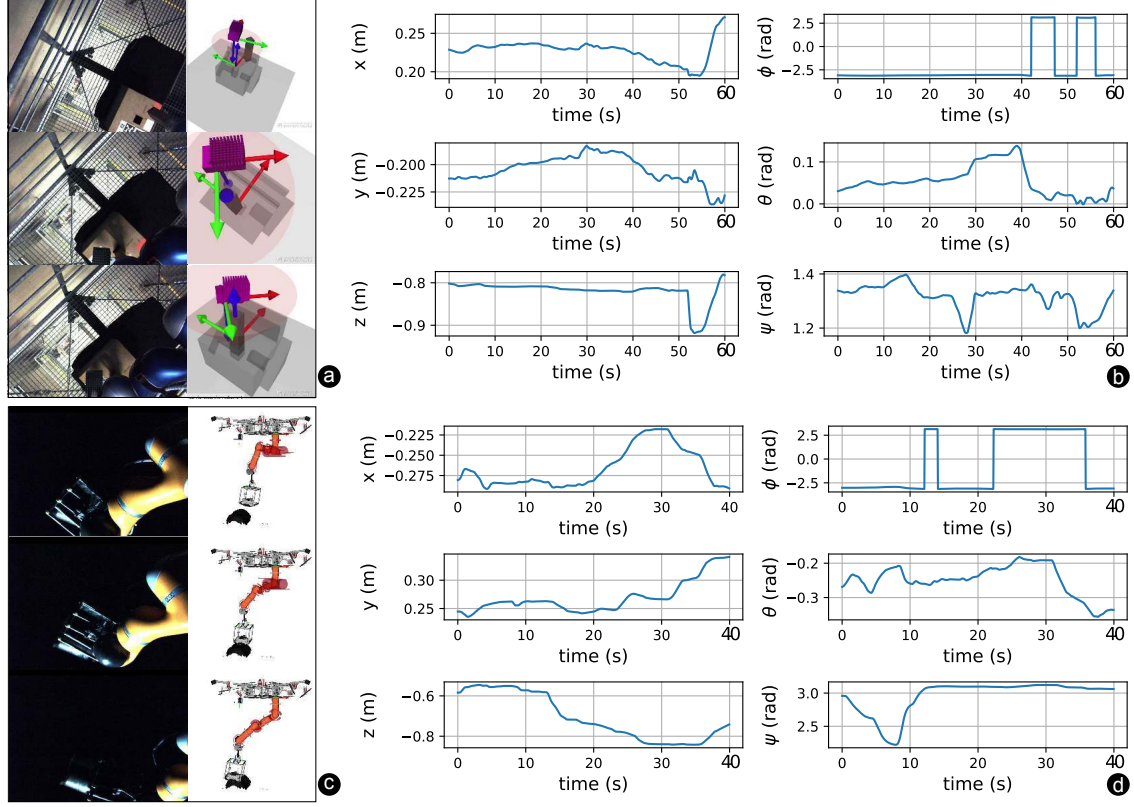 x (m)
0.25
0.20
0 10 20 30 40 50 60
time (s)
ϕ (rad)
2.5
0.0
−2.5
0 10 20 30 40 50 60
time (s)
y (m)
−0.200
−0.225
0 10 20 30 40 50 60
time (s)
θ (rad)
0.1
0.0
0 10 20 30 40 50 60
time (s)
z (m)
−0.8
−0.9
0 10 20 30 40 50 60
time (s)
ψ (rad)
1.4
1.2
0 10 20 30 40 50 60
time (s)
a
b
x (m)
−0.225
−0.250
−0.275
0 10 20 30 40
time (s)
ϕ (rad)
2.5
0.0
−2.5
0 10 20 30 40
time (s)
y (m)
0.30
0.25
0 10 20 30 40
time (s)
θ (rad)
−0.2
−0.3
0 10 20 30 40
time (s)
z (m)
−0.6
−0.8
0 10 20 30 40
time (s)
ψ (rad)
3.0
2.5
0 10 20 30 40
time (s)
c
d